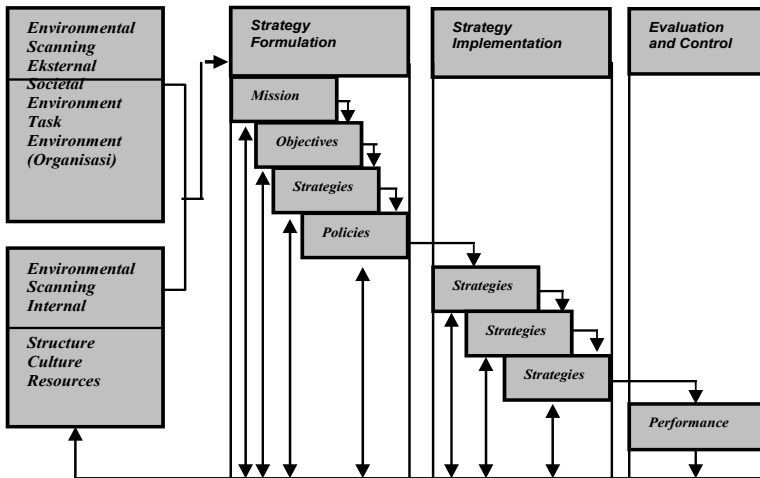 Environmental
Scanning
Eksternal
Societal
Environment
Task
Environment
(Organisasi)
Environmental
Scanning
Internal
Structure
Culture
Resources
Strategy
Formulation
Mission
Objectives
Strategies
Policies
Strategy
Implementation
Strategies
Strategies
Strategies
Evaluation
and Control
Performance